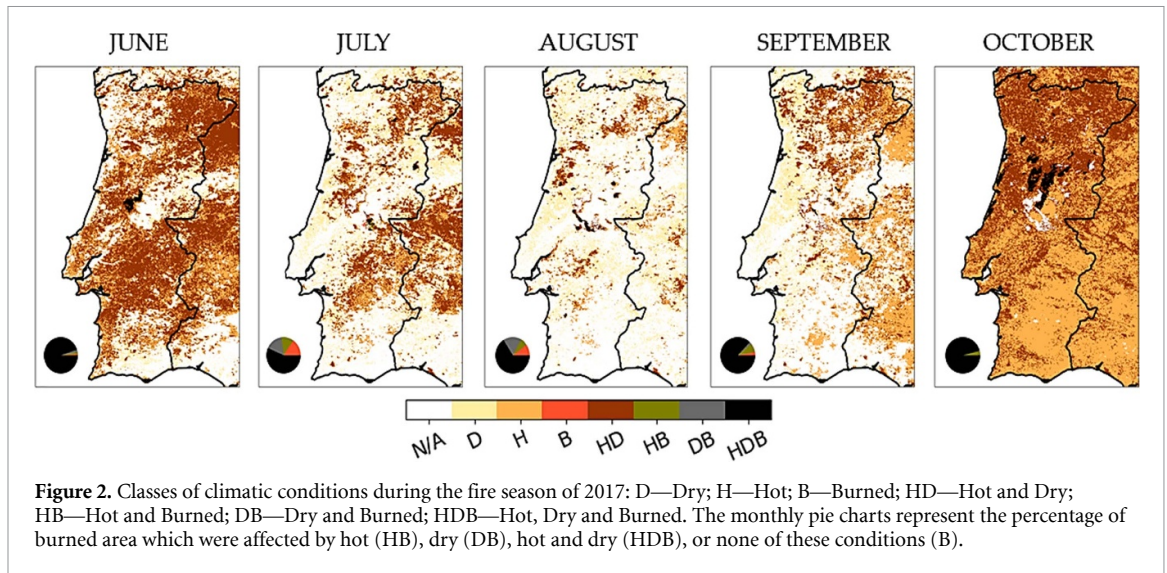 JUNE
JULY
AUGUST
SEPTEMBER
OCTOBER
N/A
D
H
B
HD
HB
DB
HDB
Figure 2. Classes of climatic conditions during the fire season of 2017: D—Dry; H—Hot; B—Burned; HD—Hot and Dry;
HB—Hot and Burned; DB—Dry and Burned; HDB—Hot, Dry and Burned. The monthly pie charts represent the percentage of
burned area which were affected by hot (HB), dry (DB), hot and dry (HDB), or none of these conditions (B).